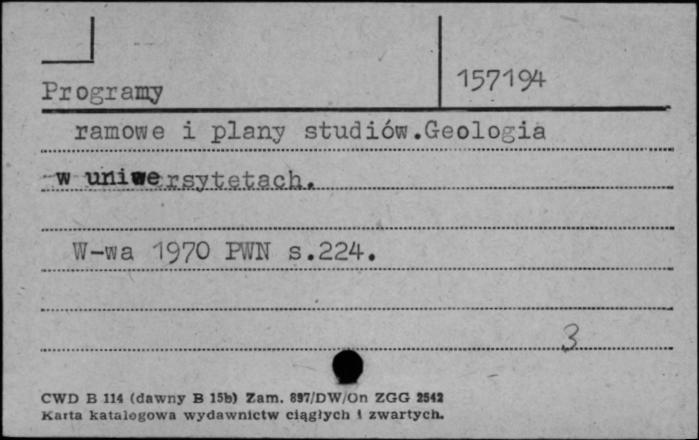 Programy
157194
ramowe i plany studiów.Geologia
w uniwersytetach.
W-wa 1970 PWN s.224.
3
CWD B 114 (dawny B 15b) Zam. 897/DW/On ZGG 2542
Karta katalogowa wydawnictw ciągłych i zwartych.